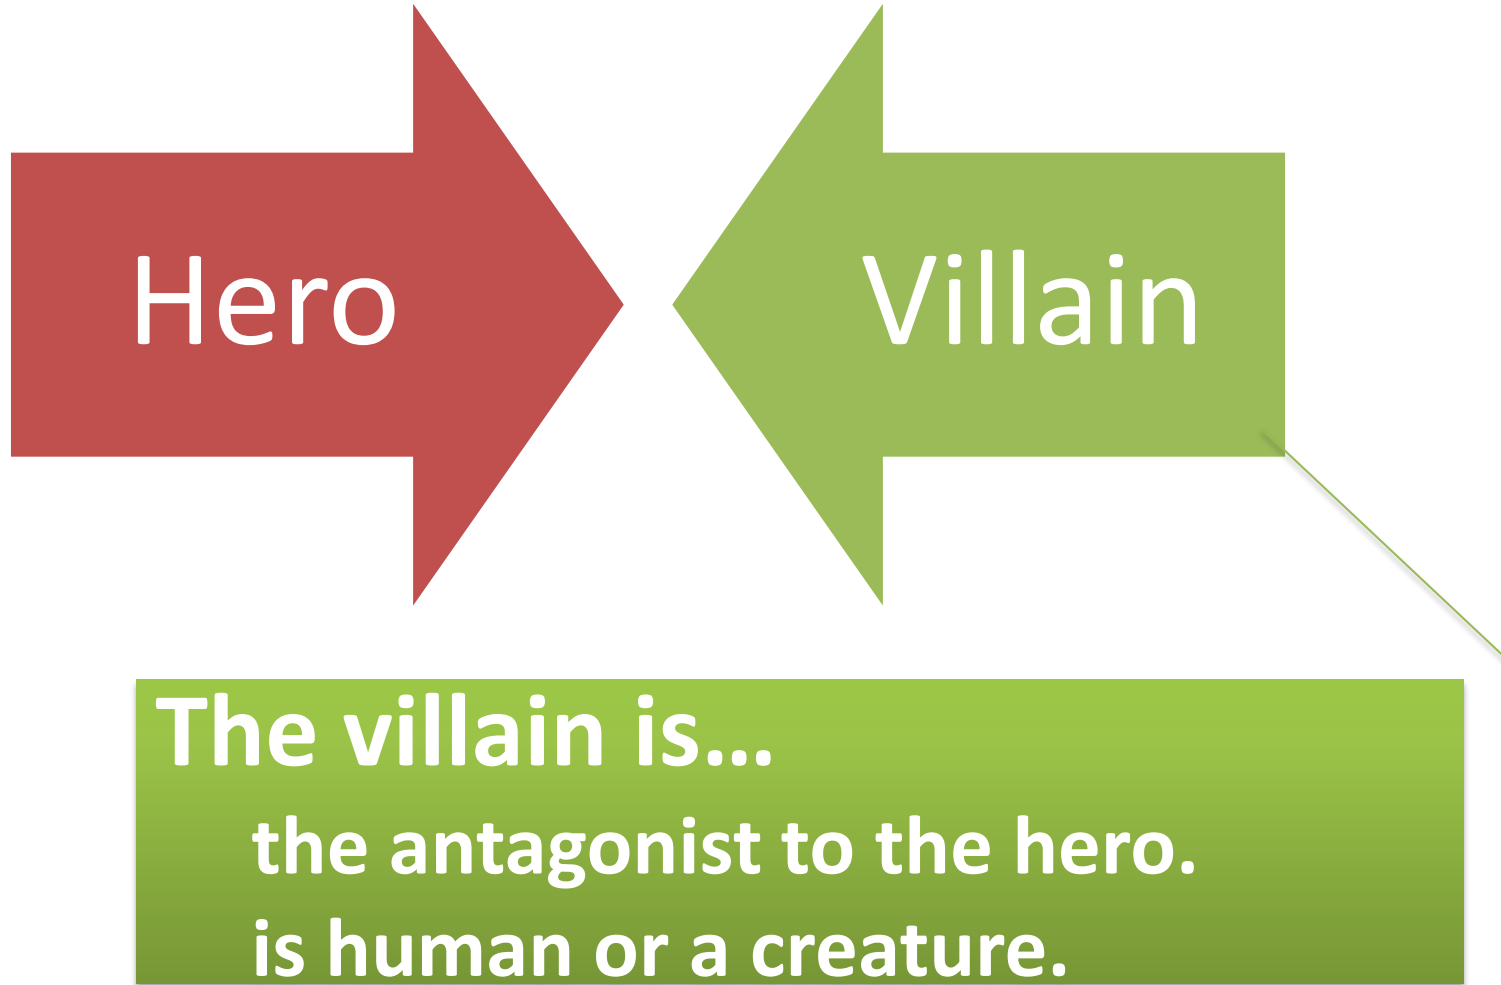 Hero
Villain
The villain is…
the antagonist to the hero.
is human or a creature.